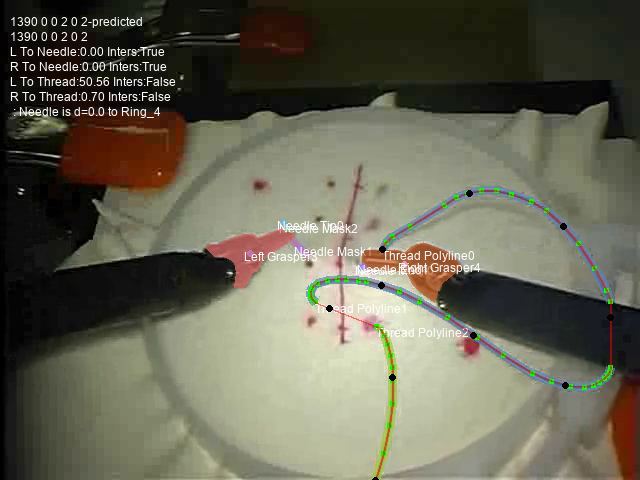 1390 0 0 2 0 2-predicted
1390 0 0 2 0 2
L To Needle:0.00 Inters:True
R To Needle:0.00 Inters:True
L To Thread:50.56 Inters:False
R To Thread:0.70 Inters:False
: Needle is d=0.0 to Ring_4
Needle Tip0
Needle Mask2
Needle Mask
Left Grasper
Thread Polyline0
Right Grasper4
Thread Polyline1
Thread Polyline2